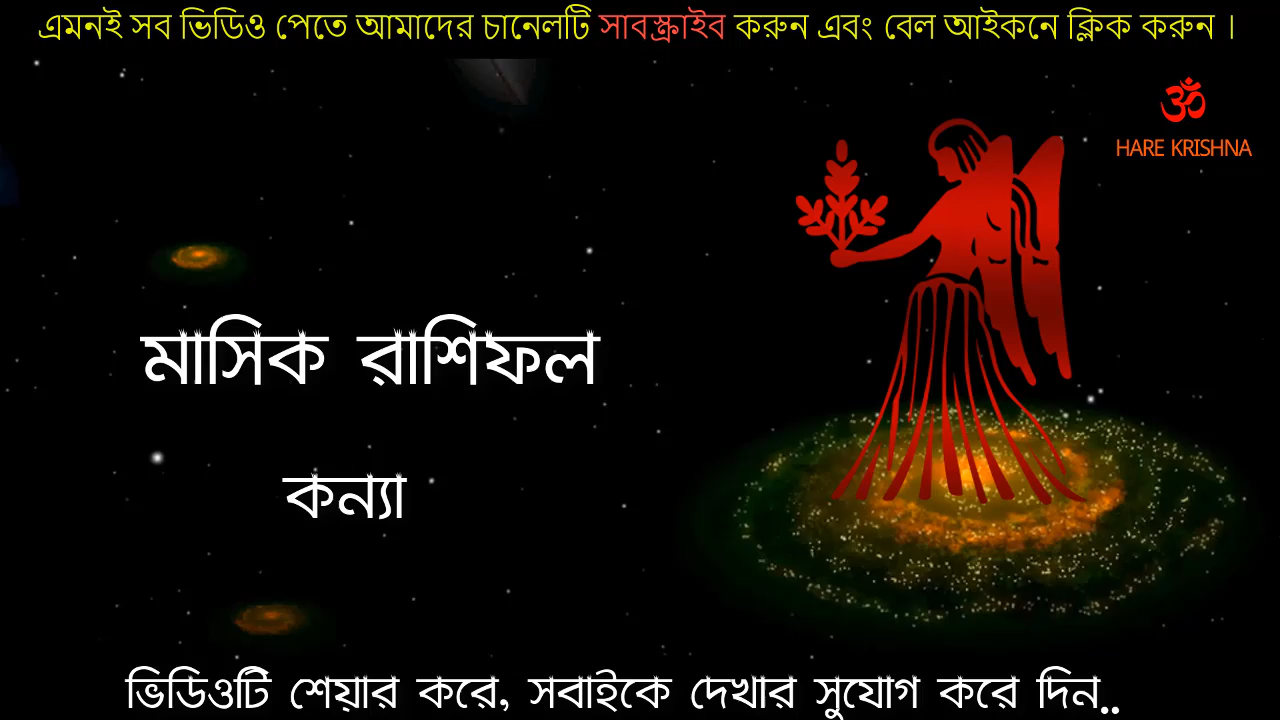 এমনই সব ভিডিও পেতে আমাদের চানেলটি সাবস্ক্রাইব করুন এবং বেল আইকনে ক্লিক করুন ।
ॐ
HARE KRISHNA
মাসিক রাশিফল
কন্যা
ভিডিওটি শেয়ার করে, সবাইকে দেখার সুযোগ করে দিন..